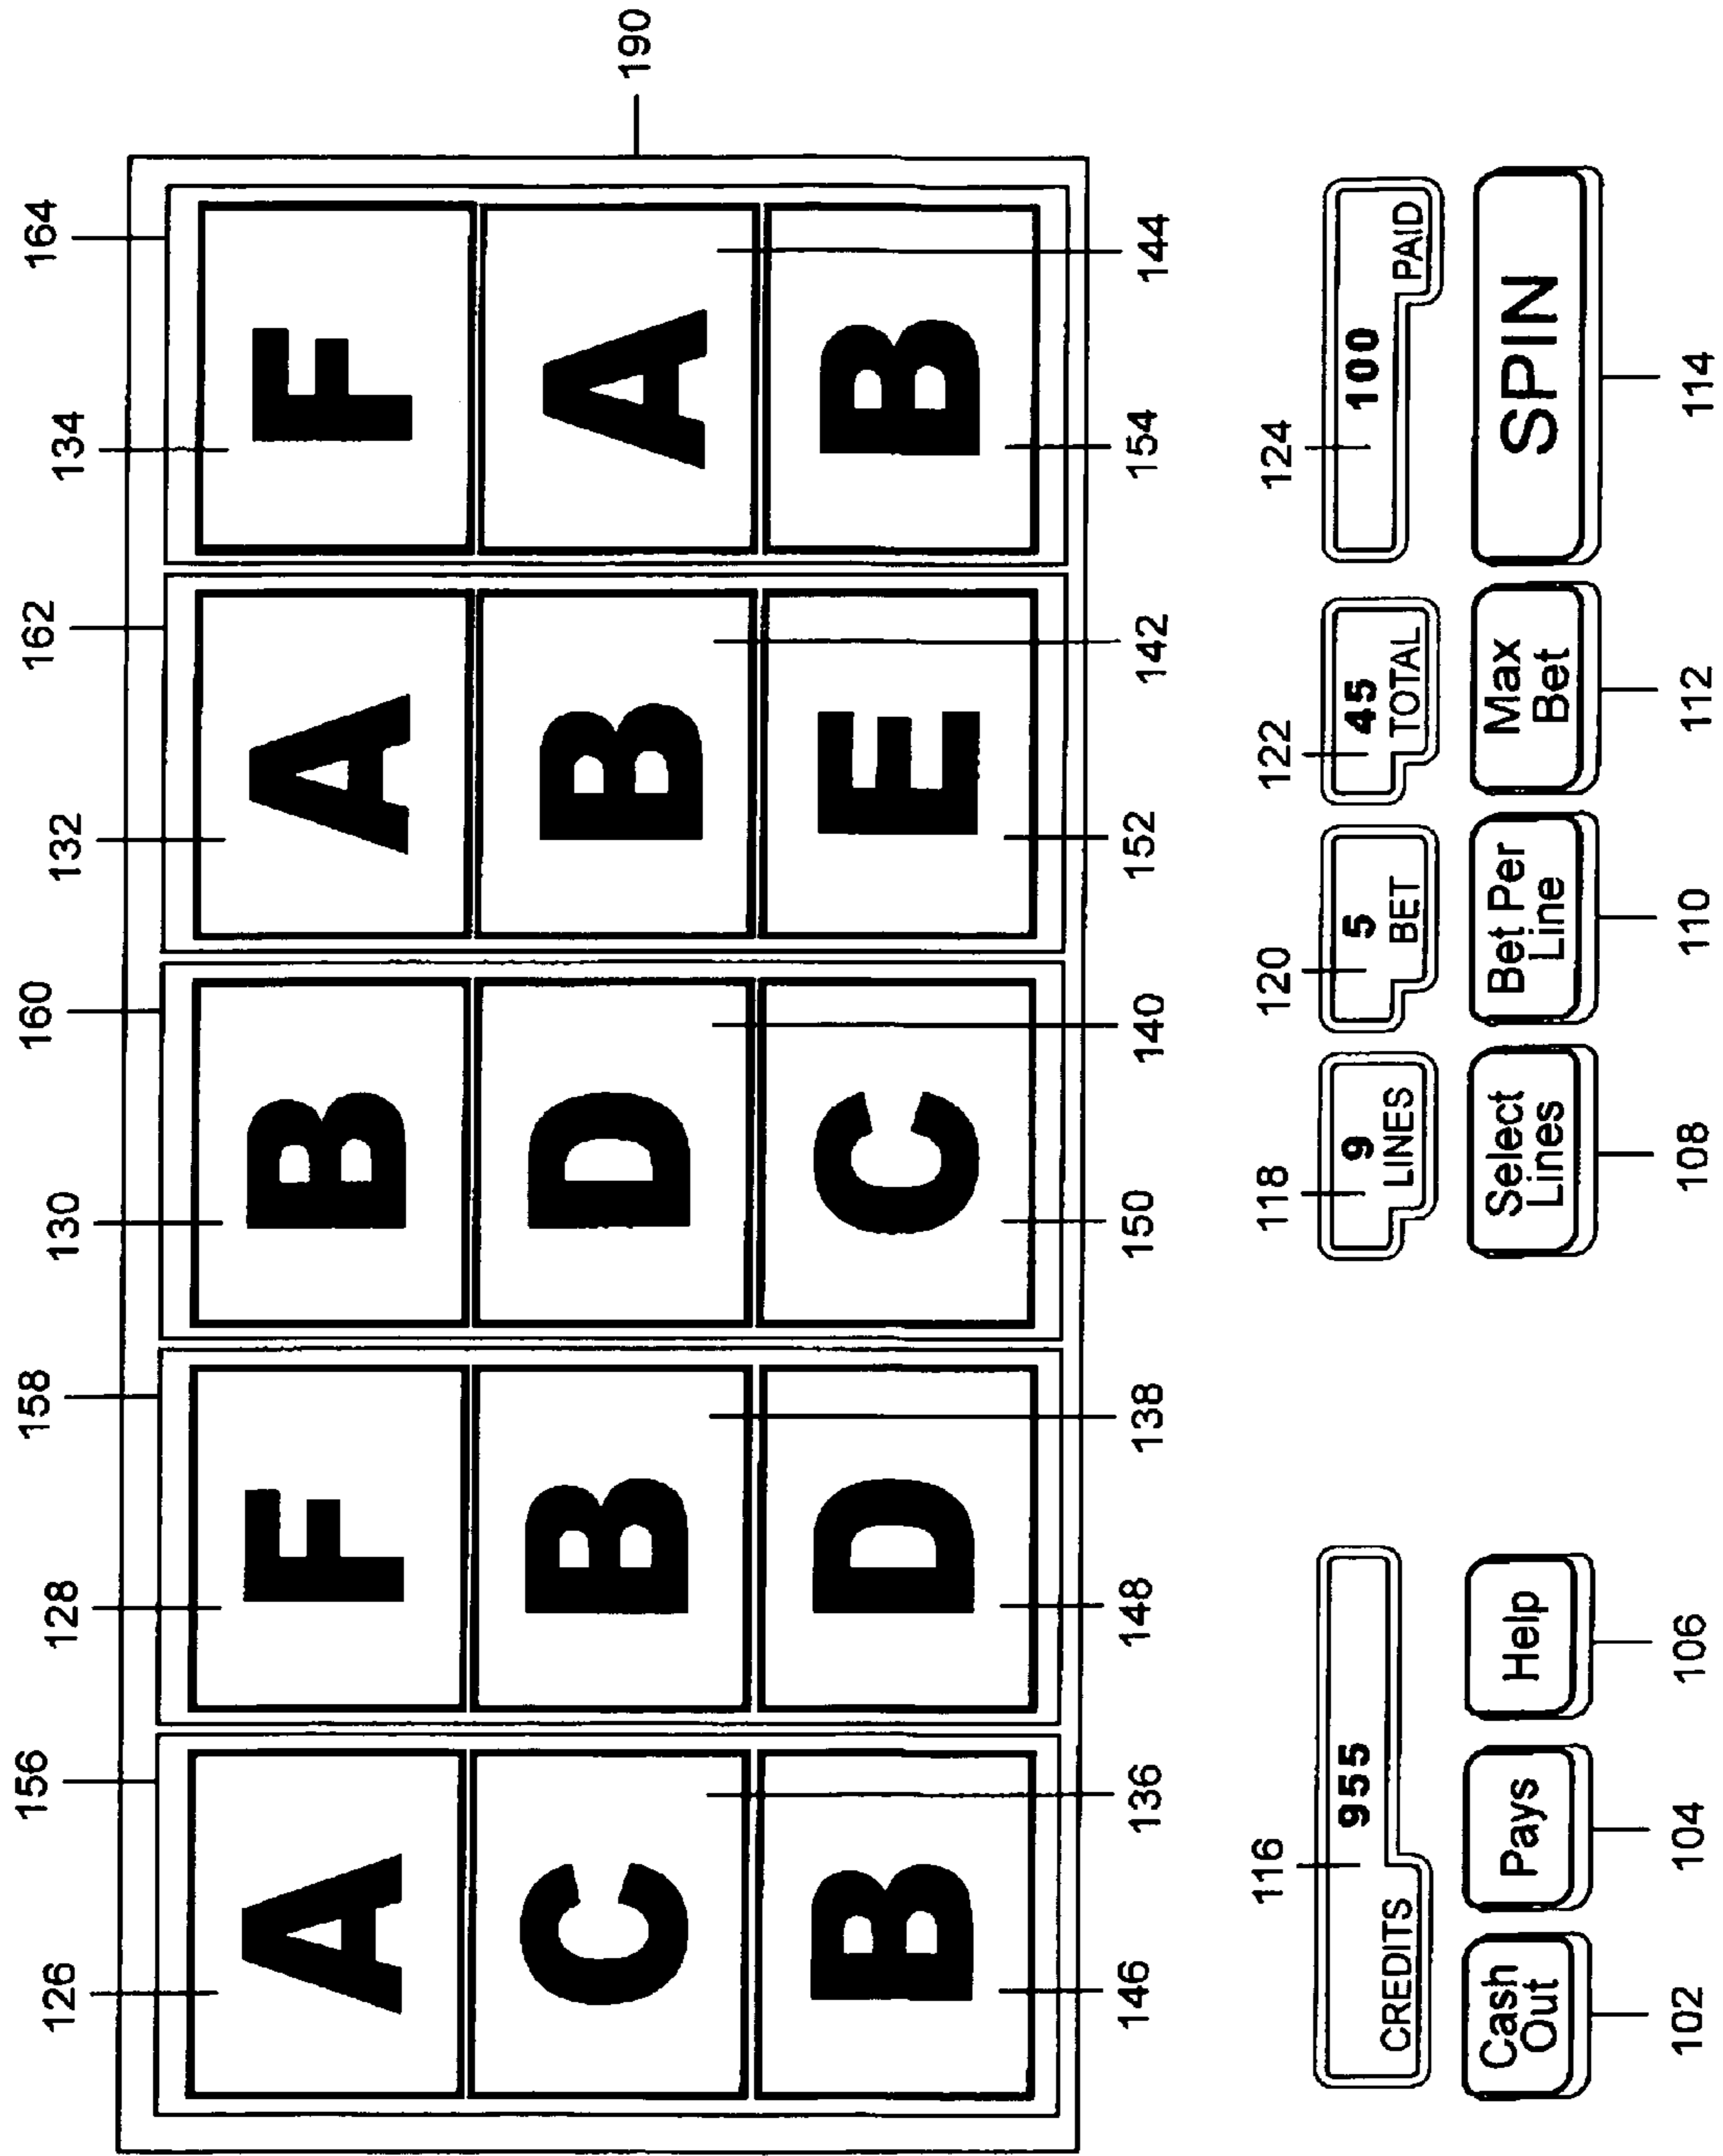 156 158 160 162 164
126 128 130 132 134
A F B A F
190
C B D B A
B D C E B
146 136 148 138 150 140 152 142 154 144
116 118 120 122 124
955 9 5 45 100
CREDITS LINES BET TOTAL PAID
Cash Out Pays Help Select Lines Bet Per Line Max Bet SPIN
102 104 106 108 110 112 114